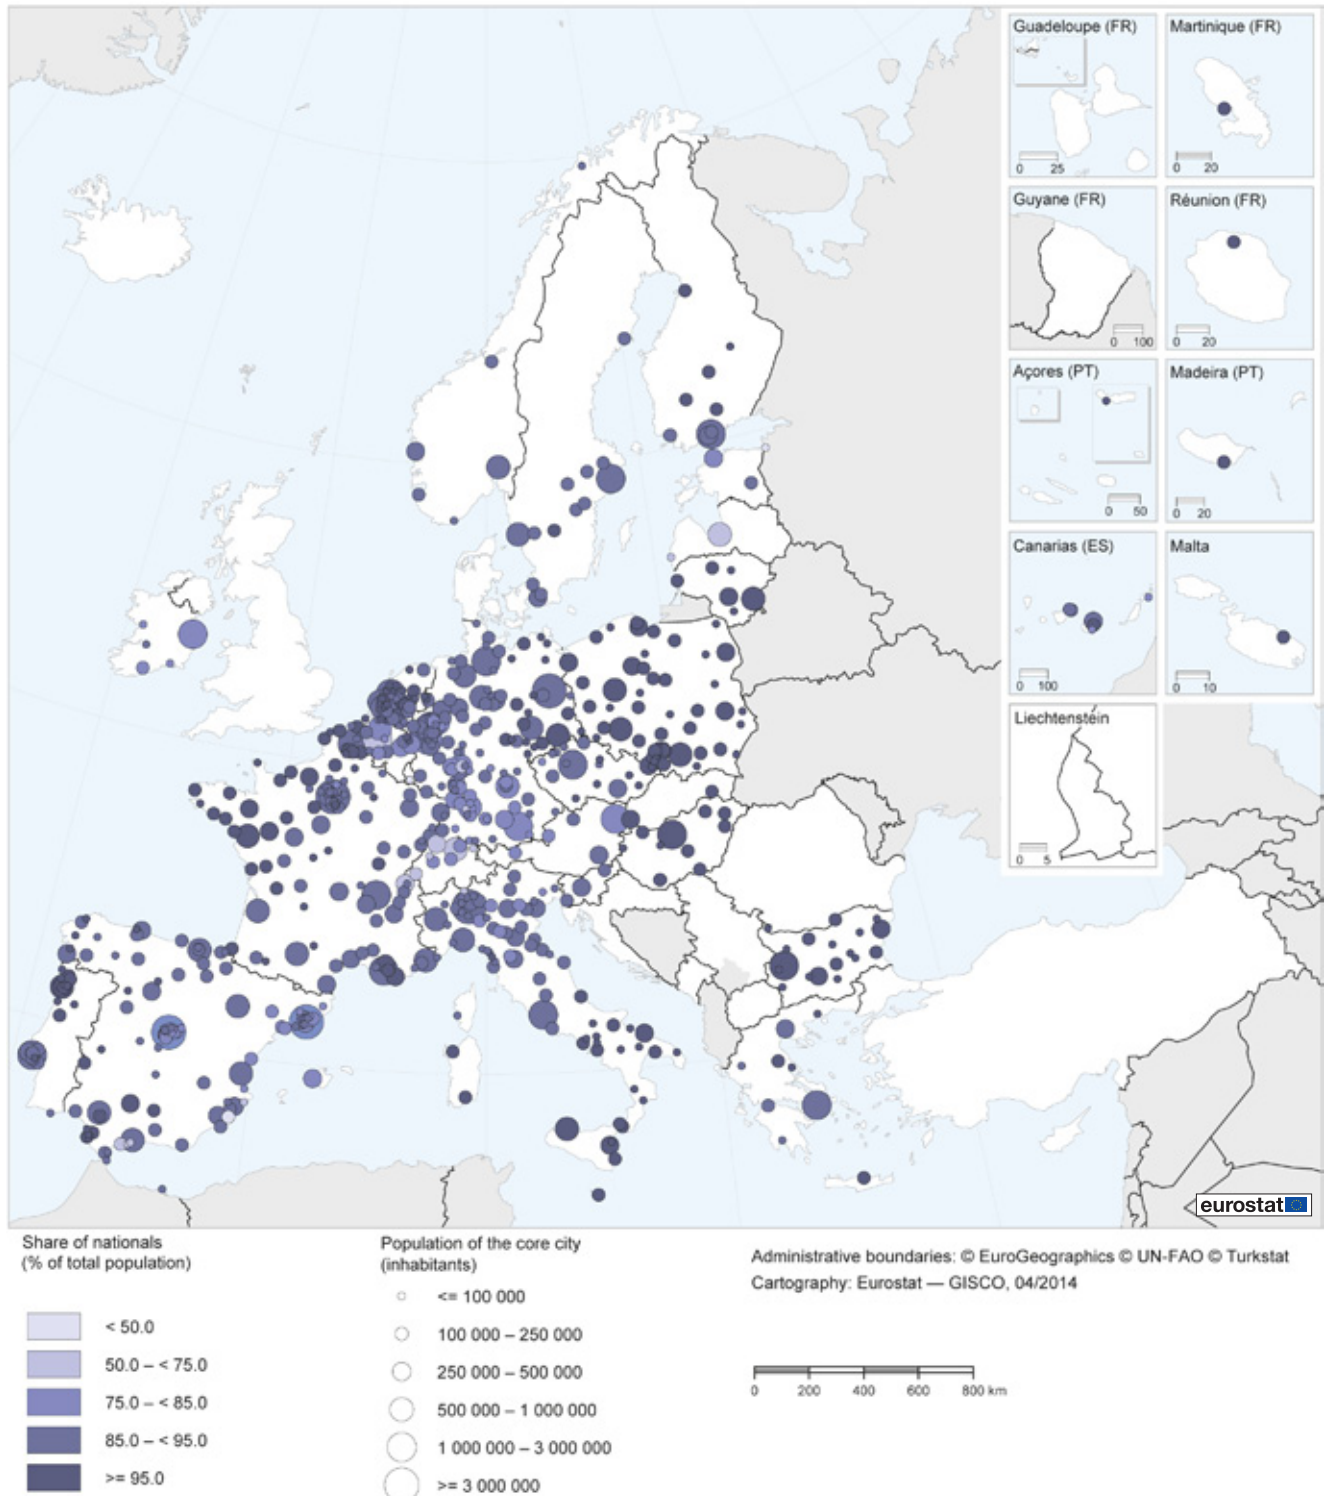 Guadeloupe (FR)
0 25
Martinique (FR)
0 20
Guyane (FR)
0 100
Réunion (FR)
0 20
Açores (PT)
0 50
Madeira (PT)
0 20
Canarias (ES)
0 100
Malta
0 10
Liechtenstein
0 5
eurostat
Share of nationals
(% of total population)
< 50.0
50.0 – < 75.0
75.0 – < 85.0
85.0 – < 95.0
>= 95.0
Population of the core city
(inhabitants)
<= 100 000
100 000 – 250 000
250 000 – 500 000
500 000 – 1 000 000
1 000 000 – 3 000 000
>= 3 000 000
Administrative boundaries: © EuroGeographics © UN-FAO © Turkstat
Cartography: Eurostat — GISCO, 04/2014
0 200 400 600 800 km